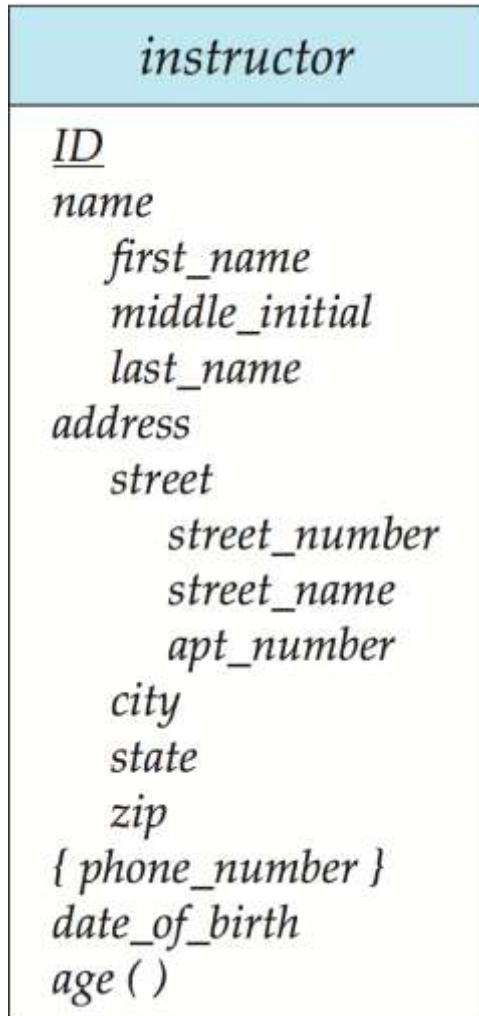 instructor
ID
name
first_name
middle_initial
last_name
address
street
street_number
street_name
apt_number
city
state
zip
{ phone_number }
date_of_birth
age ( )